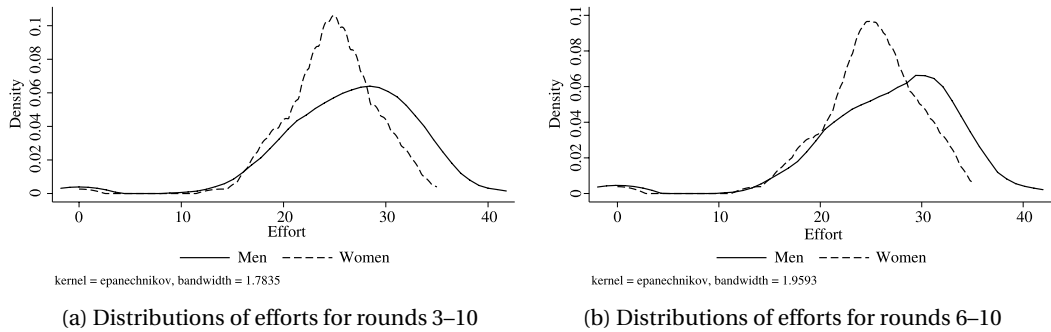 0.1
0.08
0.06
0.04
0.02
0
Density
0 10 20 30 40
Effort
Men Women
kernel = epanechnikov, bandwidth = 1.7835
(a) Distributions of efforts for rounds 3–10
0.1
0.08
0.06
0.04
0.02
0
Density
0 10 20 30 40
Effort
Men Women
kernel = epanechnikov, bandwidth = 1.9593
(b) Distributions of efforts for rounds 6–10